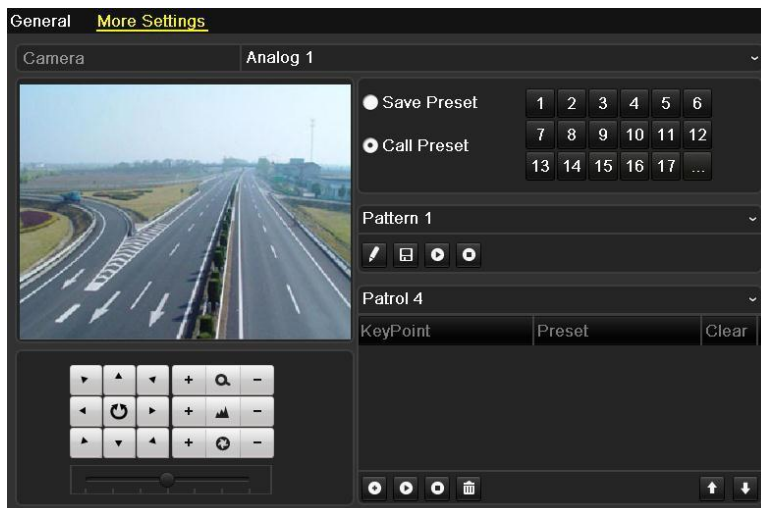 General More Settings
Camera Analog 1
Save Preset
Call Preset
1 2 3 4 5 6
7 8 9 10 11 12
13 14 15 16 17 ...
Pattern 1
Patrol 4
KeyPoint Preset Clear